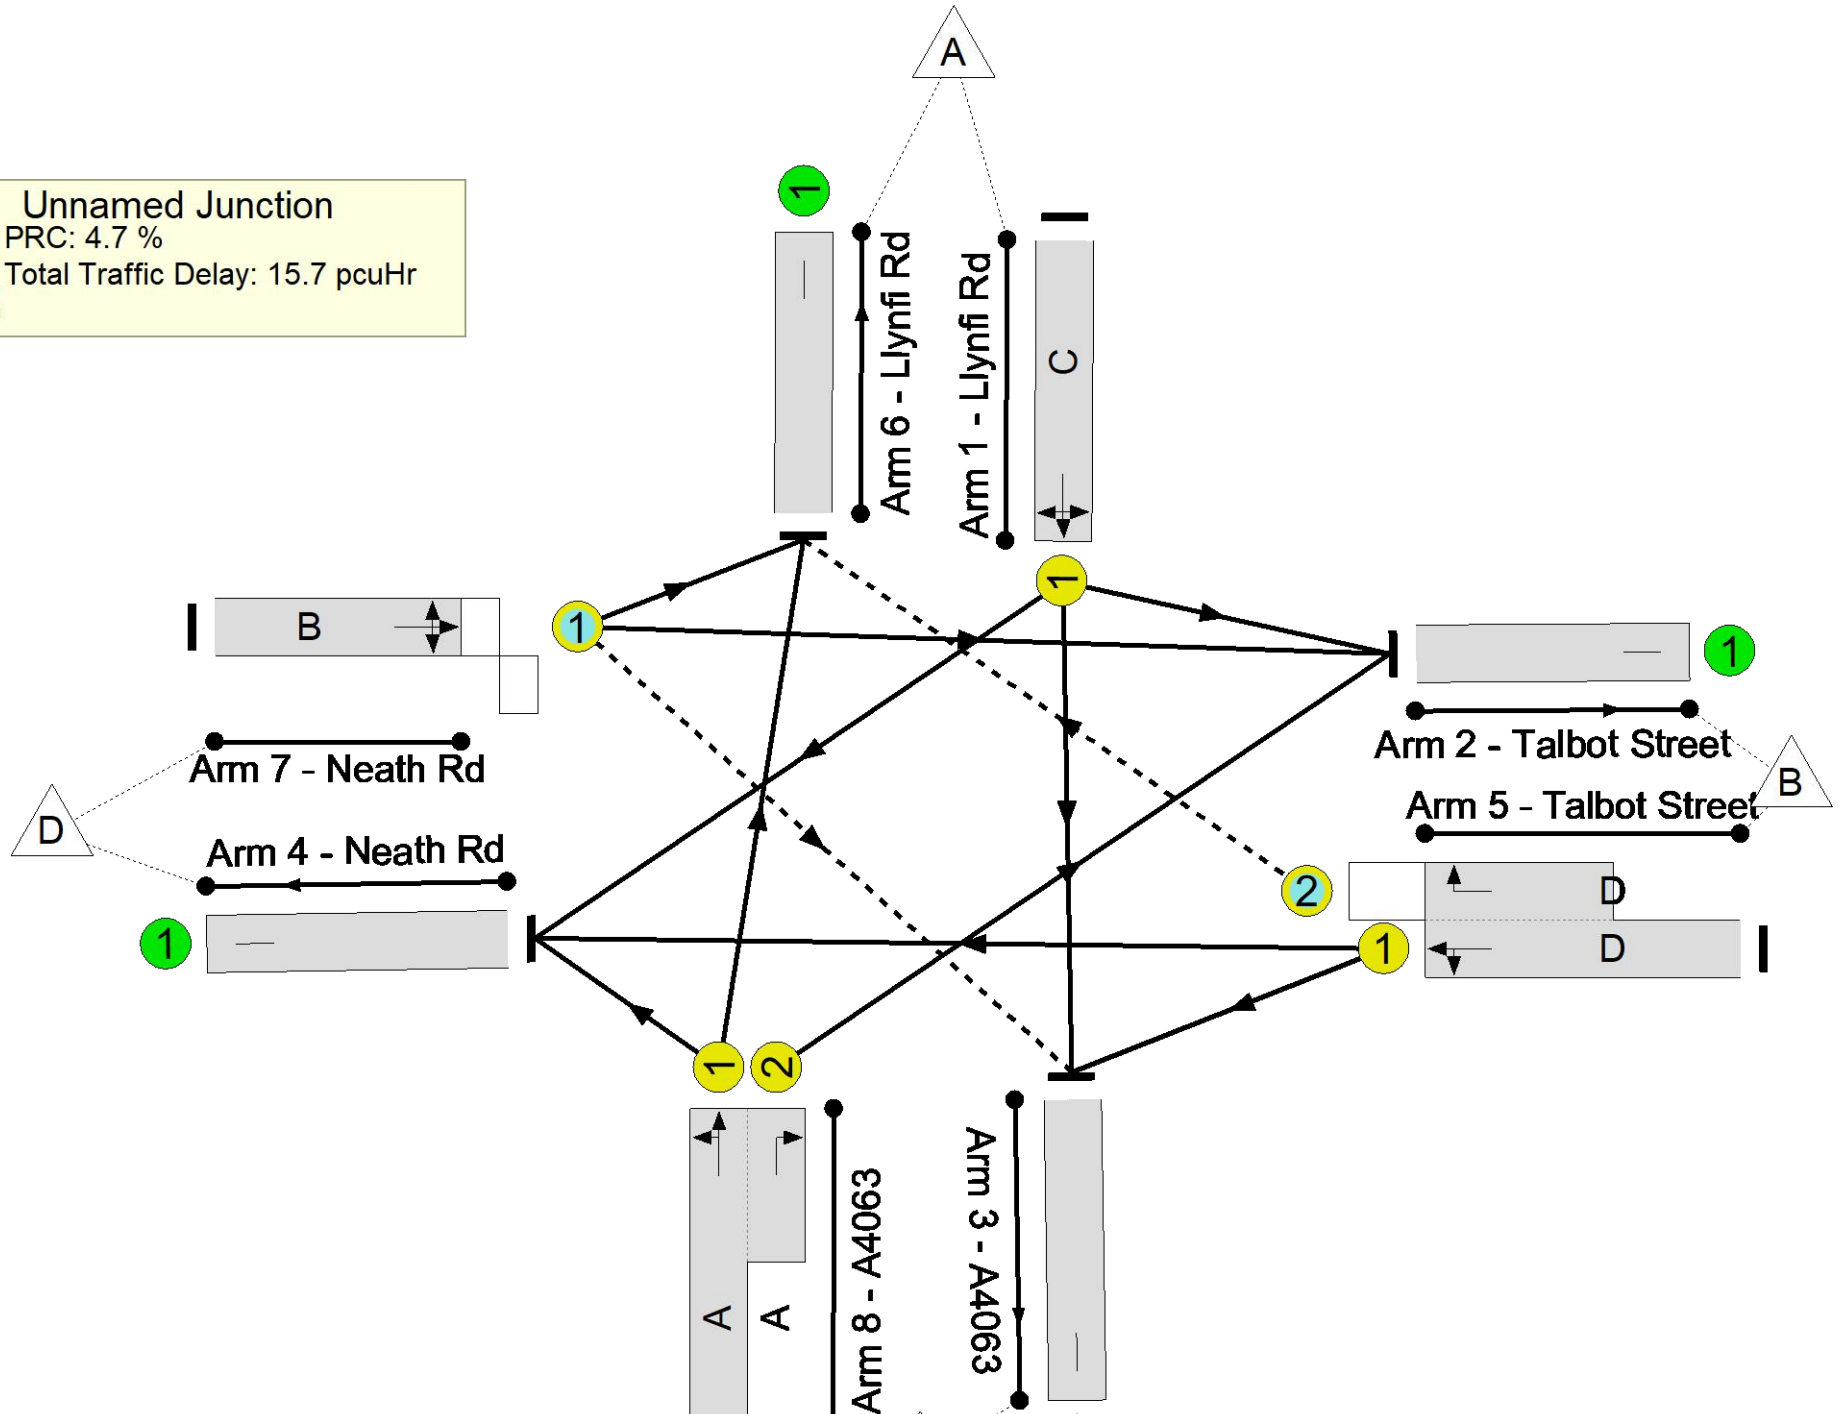 A
Unnamed Junction
PRC: 4.7 %
Total Traffic Delay: 15.7 pcuHr
1
Arm 6 - Llynfi Rd
Arm 1 - Llynfi Rd
C
1
B
1
1
Arm 7 - Neath Rd
Arm 2 - Talbot Street
B
D
Arm 4 - Neath Rd
Arm 5 - Talbot Street
2
D
1
1
D
1
2
A
A
Arm 8 - A4063
Arm 3 - A4063